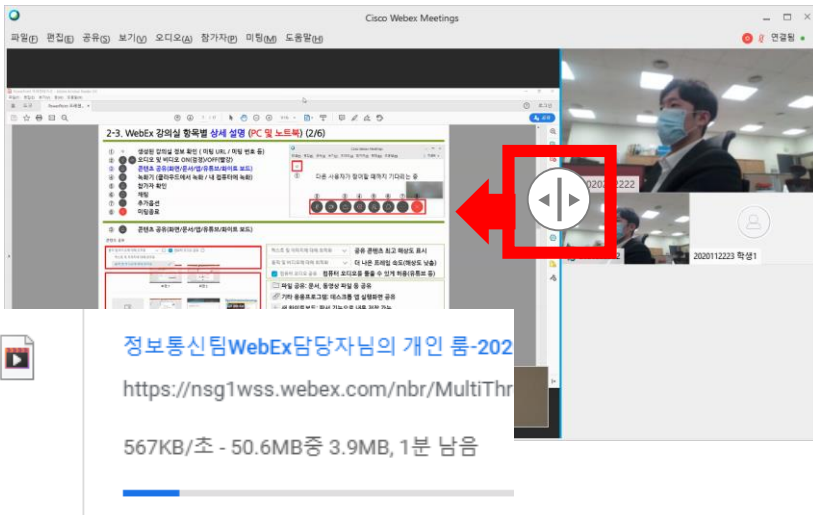 Cisco Webex Meetings
파일(F) 편집(E) 공유(S) 보기(V) 오디오(A) 참가자(P) 미팅(M) 도움말(H)
연결됨
2-3. WebEx 강의실 항목별 상세 설명 (PC 및 노트북) (2/6)
① 생성된 강의실 정보 확인 ( 미팅 URL / 미팅 번호 등)
② 오디오 및 비디오 ON(검정)/OFF(빨강)
③ 콘텐츠 공유(화면/문서/앱/유튜브/화이트 보드)
④ 녹화기 (클라우드에서 녹화 / 내 컴퓨터에 녹화)
⑤ 참가자 확인
⑥ 채팅
⑦ 추가옵션
⑧ 미팅종료
다른 사용자가 참여할 때까지 기다리는 중
③ 콘텐츠 공유(화면/문서/앱/유튜브/화이트 보드)
공유 콘텐츠 최고 해상도 표시
더 나은 프레임 속도(해상도 낮춤)
컴퓨터 오디오를 들을 수 있게 허용(유튜브 등)
파일 공유: 문서, 동영상 파일 등 공유
기타 응용프로그램: 데스크톱 앱 실행화면 공유
2020112223 학생1
정보통신팀WebEx담당자님의 개인 룸-202
https://nsg1wss.webex.com/nbr/MultiThr
567KB/초 - 50.6MB중 3.9MB, 1분 남음